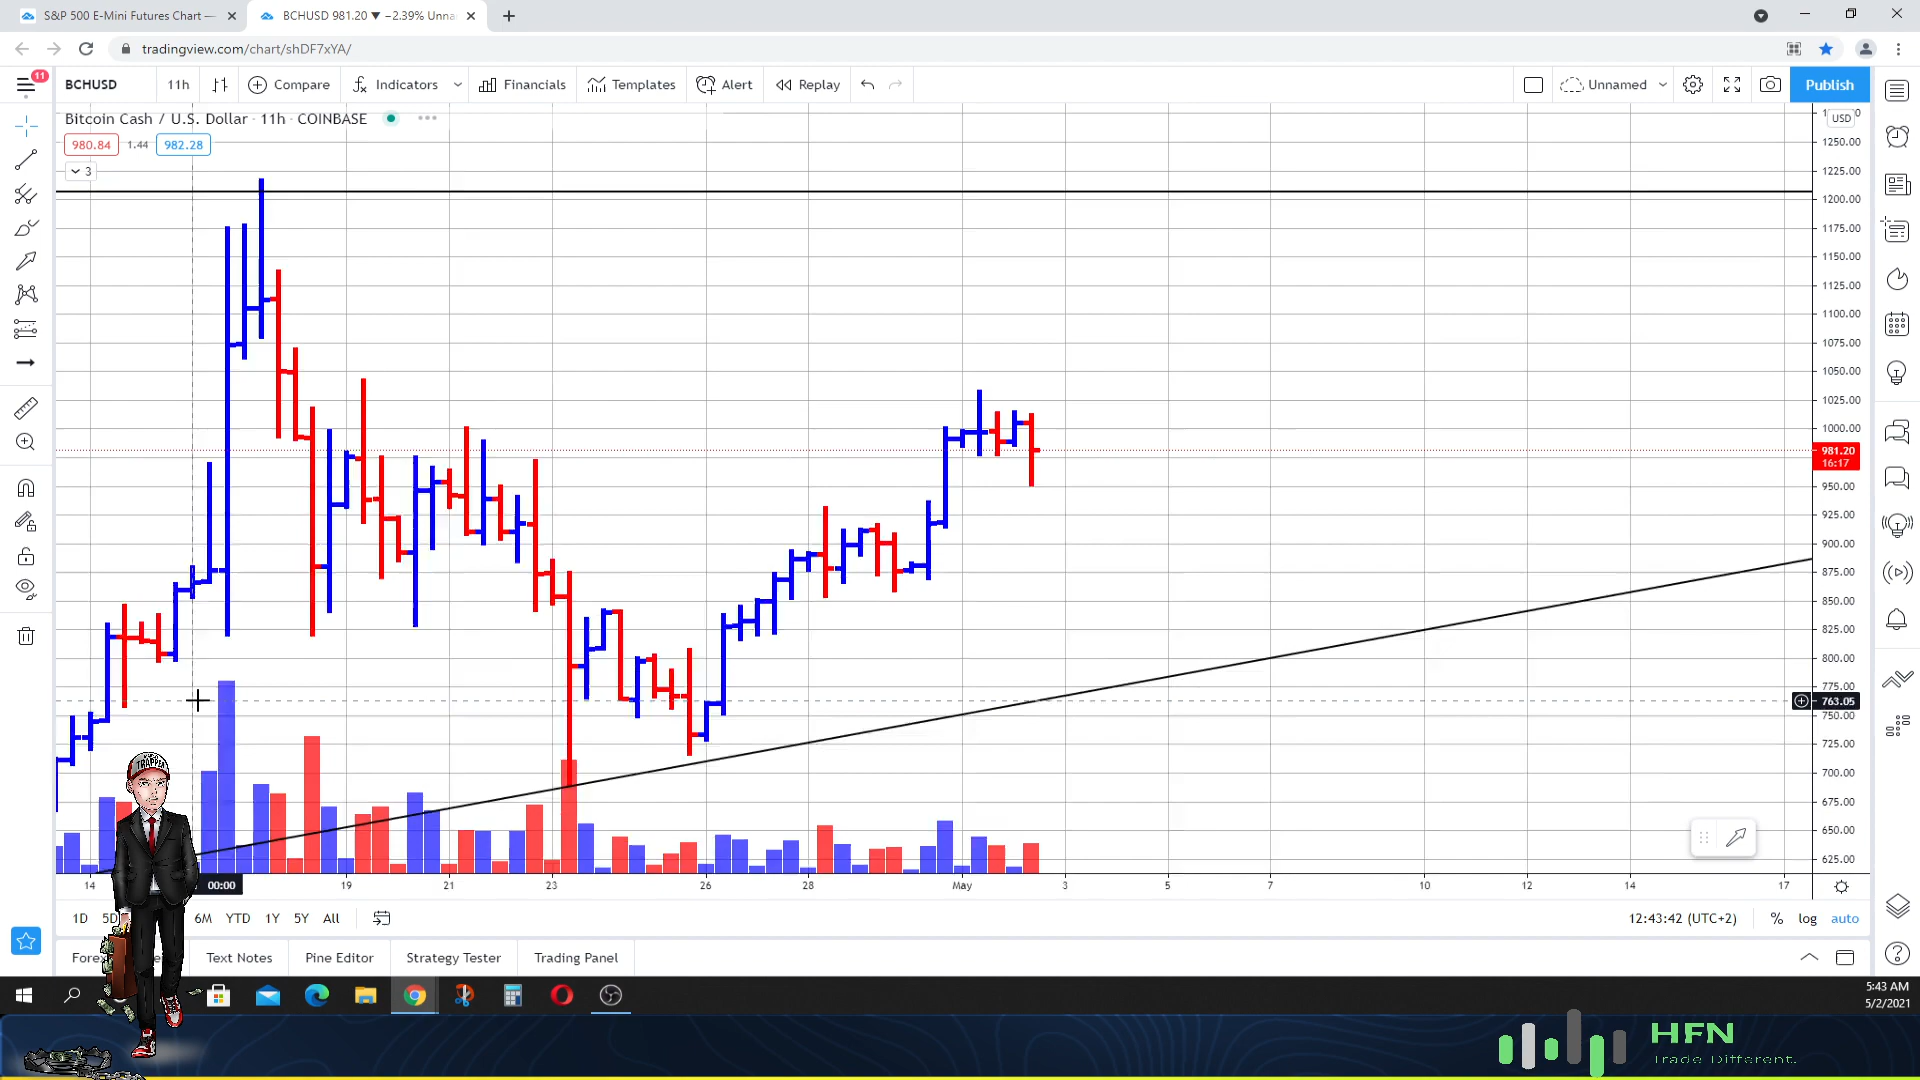 S&P 500 E-Mini Futures Chart —
BCHUSD 981.20 ▼ −2.39% Unna
tradingview.com/chart/shDF7xYA/
11
BCHUSD
11h
Compare
Indicators
Financials
Templates
Alert
Replay
Unnamed
Publish
Bitcoin Cash / U.S. Dollar · 11h · COINBASE
980.84
1.44
982.28
3
USD
1250.00
1225.00
1200.00
1175.00
1150.00
1125.00
1100.00
1075.00
1050.00
1025.00
1000.00
981.20
16:17
950.00
925.00
900.00
875.00
850.00
825.00
800.00
775.00
763.05
750.00
725.00
700.00
675.00
650.00
625.00
TRAPPER
14
00:00
19
21
23
26
28
May
3
5
7
10
12
14
17
1D
5D
6M
YTD
1Y
5Y
All
12:43:42 (UTC+2)
%
log
auto
Text Notes
Pine Editor
Strategy Tester
Trading Panel
5:43 AM
5/2/2021
HFN
Trade Different.